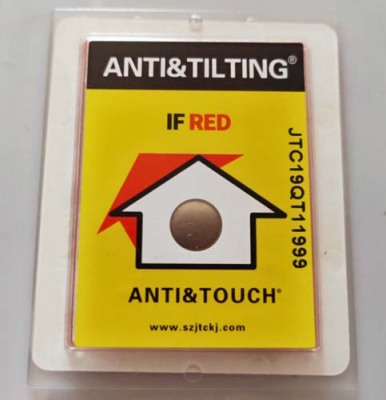 ANTI&TILTING®
IF RED
JTC19QT11999
ANTI&TOUCH®
www.szjtckj.com